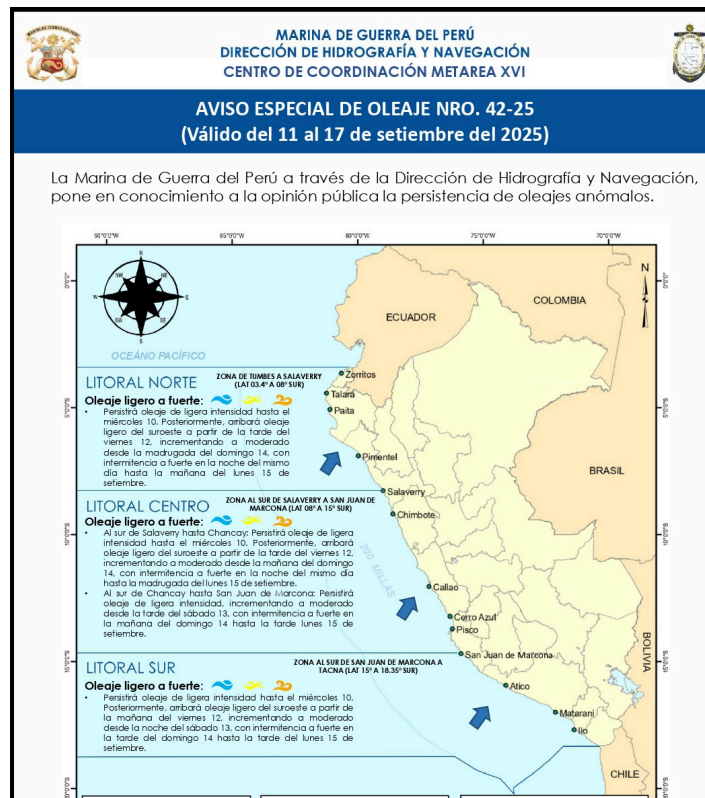 MARINA DE GUERRA DEL PERÚ
DIRECCIÓN DE HIDROGRAFÍA Y NAVEGACIÓN
CENTRO DE COORDINACIÓN METAREA XVI
AVISO ESPECIAL DE OLEAJE NRO. 42-25
(Válido del 11 al 17 de setiembre del 2025)
La Marina de Guerra del Perú a través de la Dirección de Hidrografía y Navegación,
pone en conocimiento a la opinión pública la persistencia de oleajes anómalos.
90°0'0"W 85°0'0"W 80°0'0"W 75°0'0"W 70°0'0"W
N
NE
E
SE
S
SW
W
NW
N
COLOMBIA
ECUADOR
OCEÁNO PACÍFICO
LITORAL NORTE
ZONA DE TUMBES A SALAVERRY
(LAT 03.4° A 08° SUR)
Oleaje ligero a fuerte:
• Persistirá oleaje de ligera intensidad hasta el
miércoles 10. Posteriormente, arribará oleaje
ligero del suroeste a partir de la tarde del
viernes 12, incrementando a moderado
desde la madrugada del domingo 14, con
intermitencia a fuerte en la noche del mismo
día hasta la mañana del lunes 15 de
setiembre.
Zorritos
Talara
Paita
Pimentel
BRASIL
Salaverry
Chimbote
LITORAL CENTRO
ZONA AL SUR DE SALAVERRY A SAN JUAN DE
MARCONA (LAT 08° A 15° SUR)
Oleaje ligero a fuerte:
• Al sur de Salaverry hasta Chancay: Persistirá oleaje de ligera
intensidad hasta el miércoles 10. Posteriormente, arribará
oleaje ligero del suroeste a partir de la tarde del viernes 12,
incrementando a moderado desde la mañana del domingo
14, con intermitencia a fuerte en la noche del mismo día
hasta la madrugada del lunes 15 de setiembre.
• Al sur de Chancay hasta San Juan de Marcona: Persistirá
oleaje de ligera intensidad, incrementando a moderado
desde la tarde del sábado 13, con intermitencia a fuerte en
la mañana del domingo 14 hasta la tarde lunes 15 de
setiembre.
200 MILLAS
Callao
Cerro Azul
Pisco
San Juan de Marcona
BOLIVIA
LITORAL SUR
ZONA AL SUR DE SAN JUAN DE MARCONA A
TACNA (LAT 15° A 18.35° SUR)
Oleaje ligero a fuerte:
• Persistirá oleaje de ligera intensidad hasta el miércoles 10.
Posteriormente, arribará oleaje ligero del suroeste a partir de
la mañana del viernes 12, incrementando a moderado
desde la noche del sábado 13, con intermitencia a fuerte en
la tarde del domingo 14 hasta la tarde del lunes 15 de
setiembre.
Atico
Matarani
Ilo
CHILE